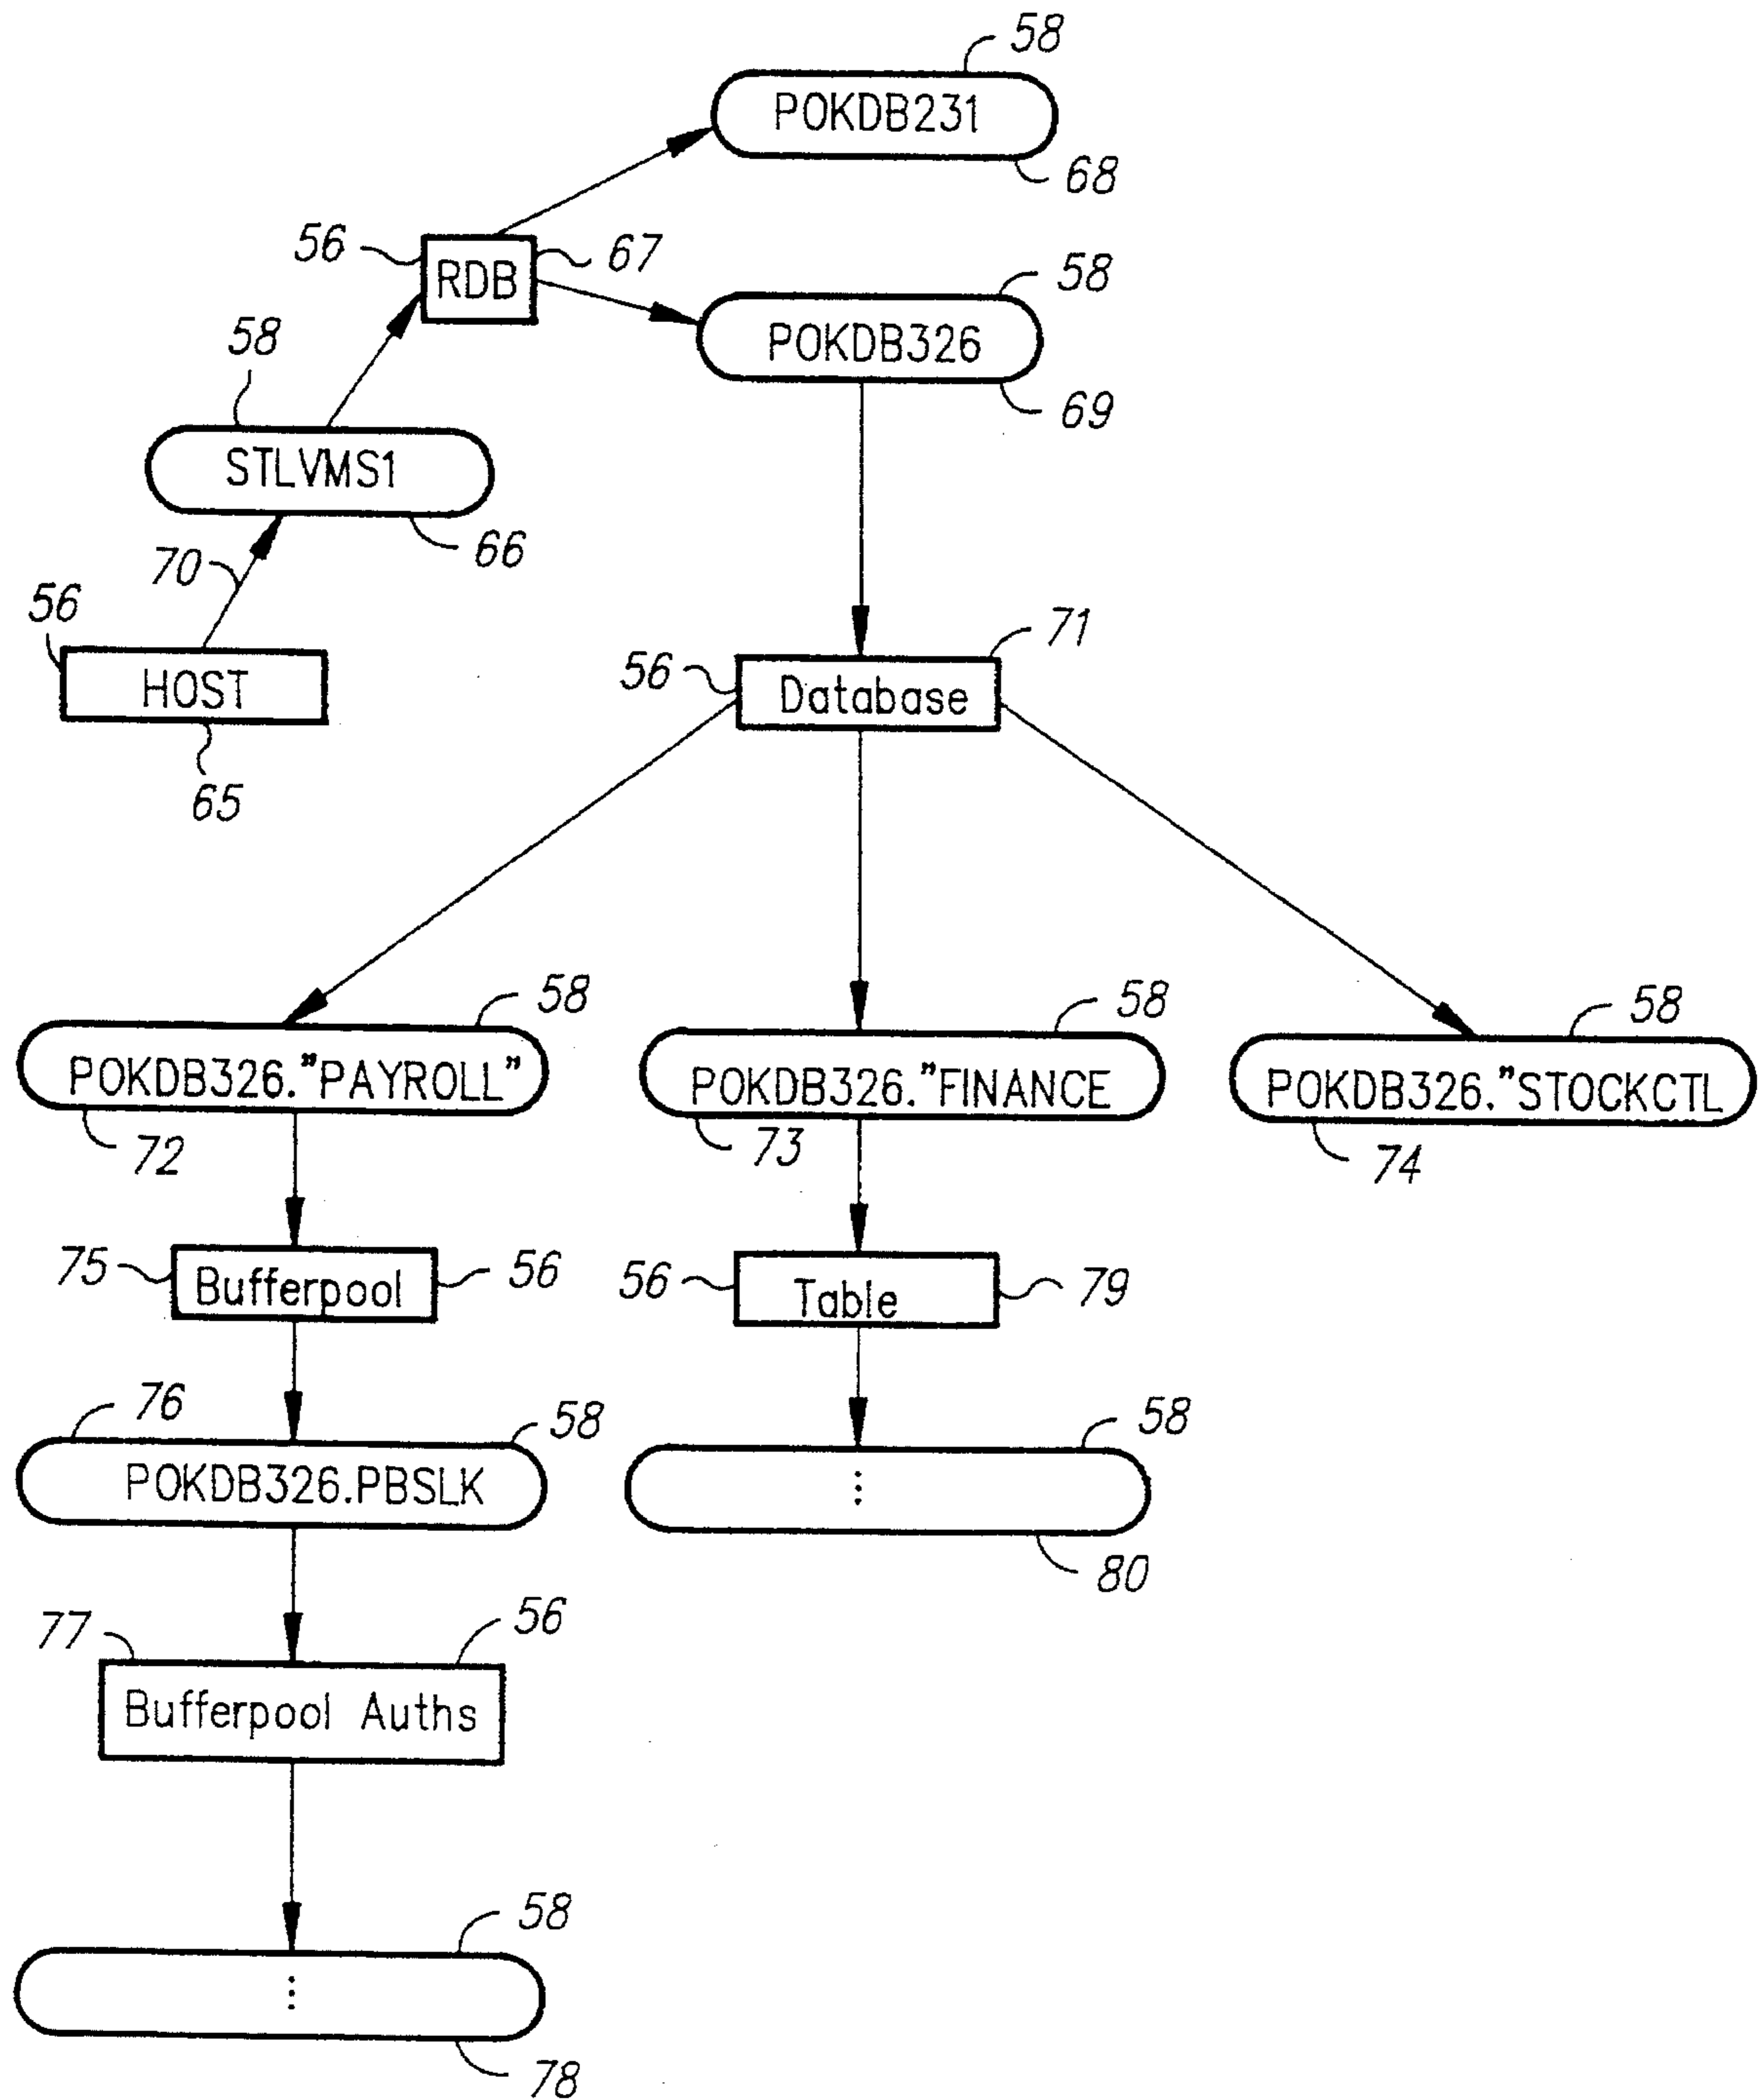 58
POKDB231
68
56
67
RDB
58
POKDB326
69
58
STLVMS1
66
70
56
HOST
65
71
56
Database
58
POKDB326."PAYROLL"
72
58
POKDB326."FINANCE
73
58
POKDB326."STOCKCTL
74
75
Bufferpool
56
56
Table
79
76
58
POKDB326.PBSLK
58
⋮
80
77
56
Bufferpool Auths
58
⋮
78